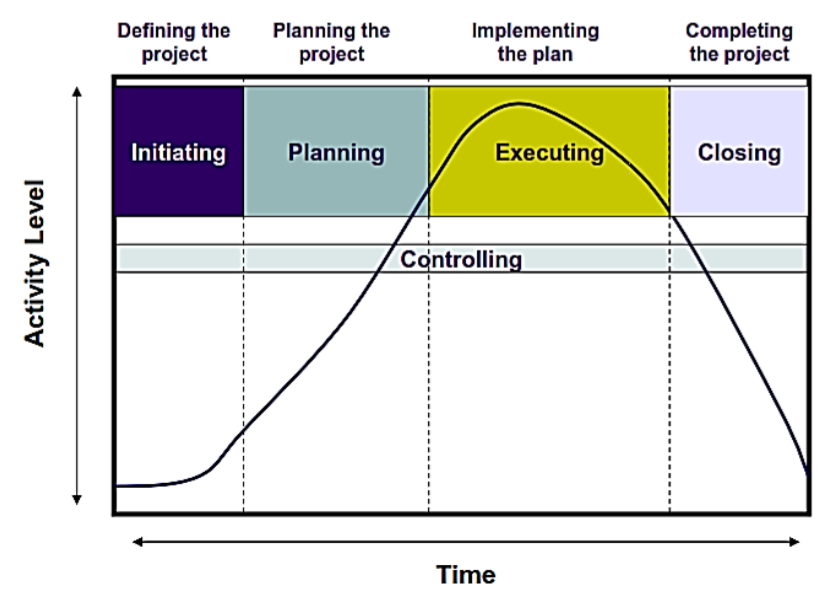 Defining the
project
Planning the
project
Implementing
the plan
Completing
the project
Initiating
Planning
Executing
Closing
Controlling
Activity Level
Time